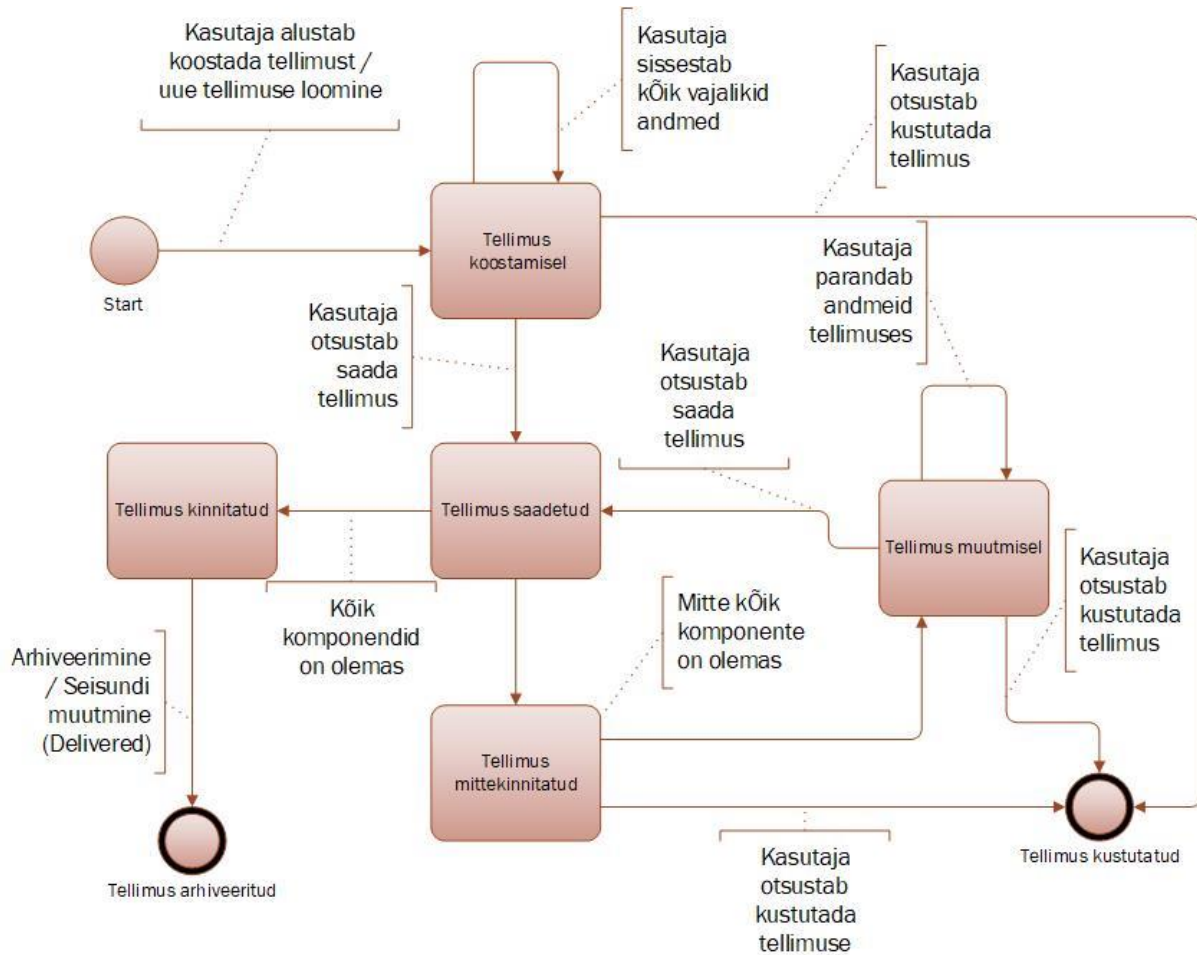 Kasutaja alustab
koostada tellimust /
uue tellimuse loomine
Kasutaja
sissestab
kÕik vajalikid
andmed
Kasutaja
otsustab
kustutada
tellimus
Start
Tellimus
koostamisel
Kasutaja
parandab
andmeid
tellimuses
Kasutaja
otsustab
saada
tellimus
Kasutaja
otsustab
saada
tellimus
Tellimus kinnitatud
Tellimus saadetud
Tellimus muutmisel
Kasutaja
otsustab
kustutada
tellimus
Kõik
komponendid
on olemas
Mitte kÕik
komponente
on olemas
Arhiveerimine
/ Seisundi
muutmine
(Delivered)
Tellimus
mittekinnitatud
Tellimus arhiveeritud
Tellimus kustutatud
Kasutaja
otsustab
kustutada
tellimuse